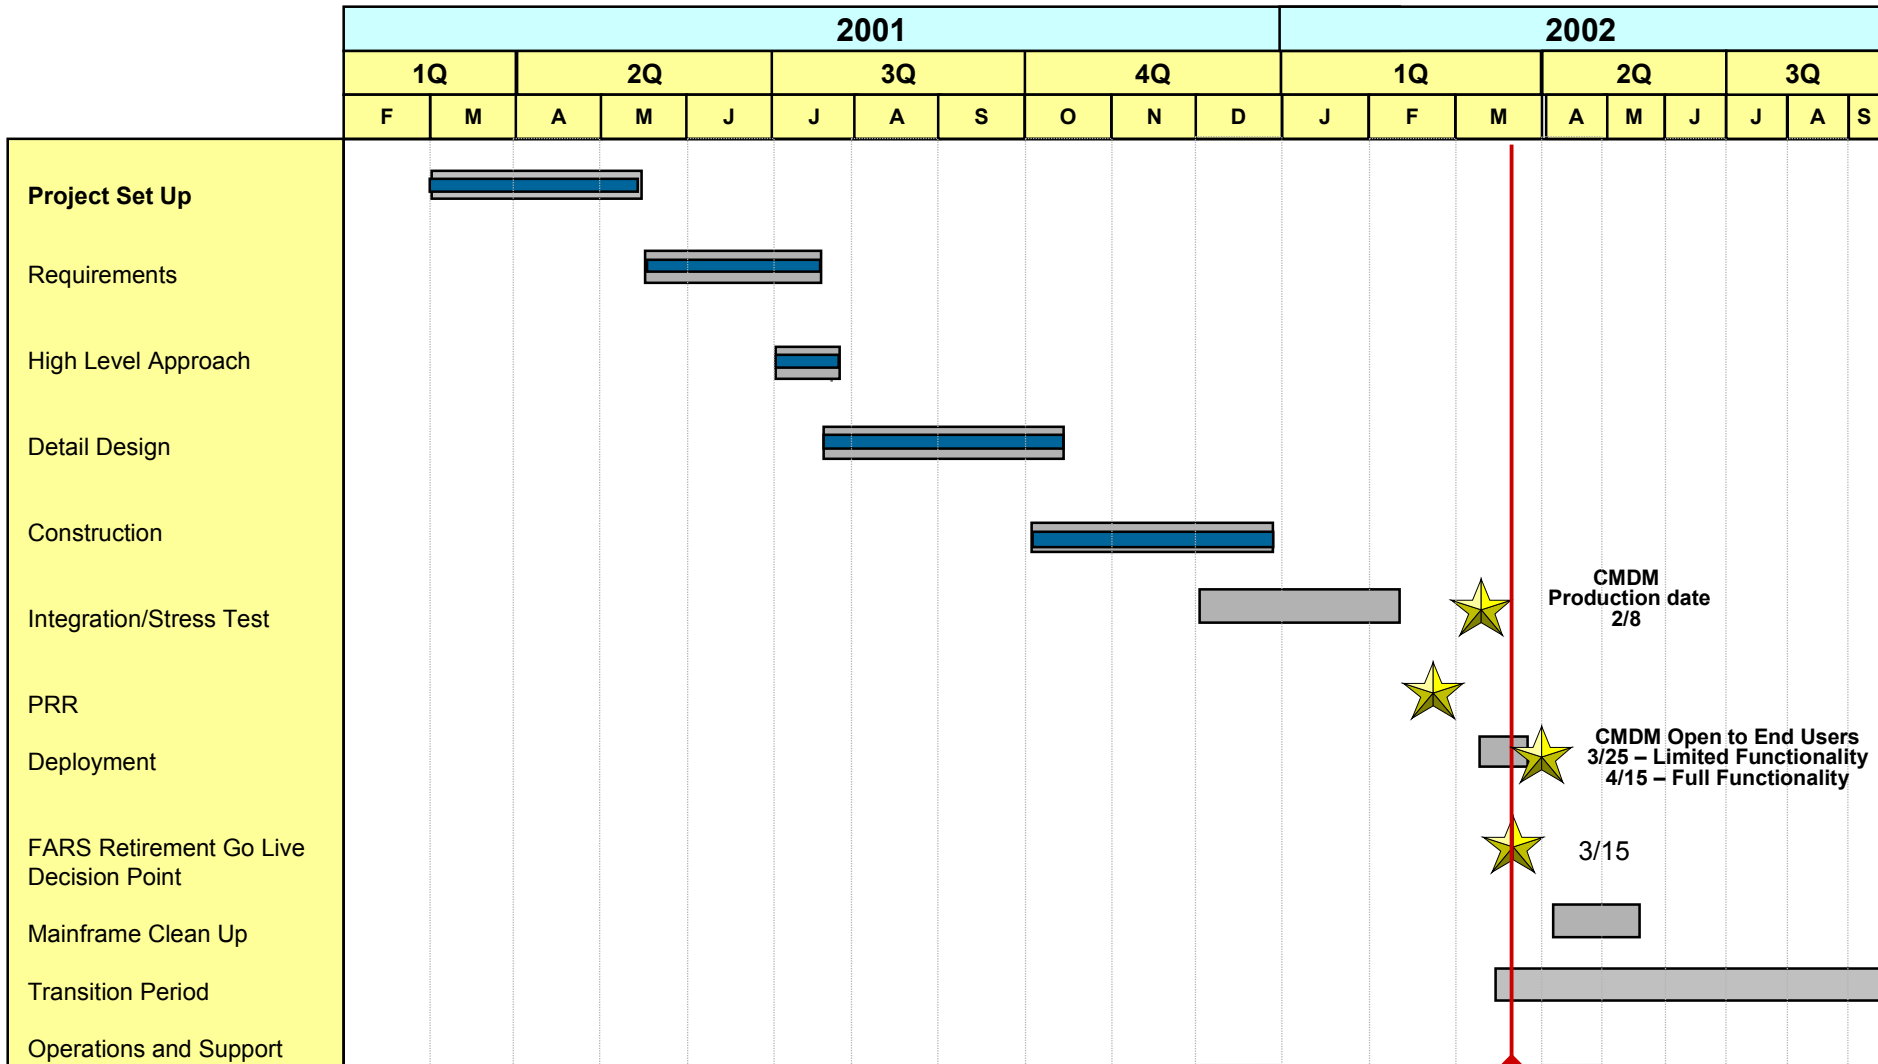 2001 2002
1Q 2Q 3Q 4Q 1Q 2Q 3Q
F M A M J J A S O N D J F M A M J J A S
Project Set Up
Requirements
High Level Approach
Detail Design
Construction
Integration/Stress Test
CMDM
Production date
2/8
PRR
Deployment
CMDM Open to End Users
3/25 – Limited Functionality
4/15 – Full Functionality
FARS Retirement Go Live
Decision Point
3/15
Mainframe Clean Up
Transition Period
Operations and Support